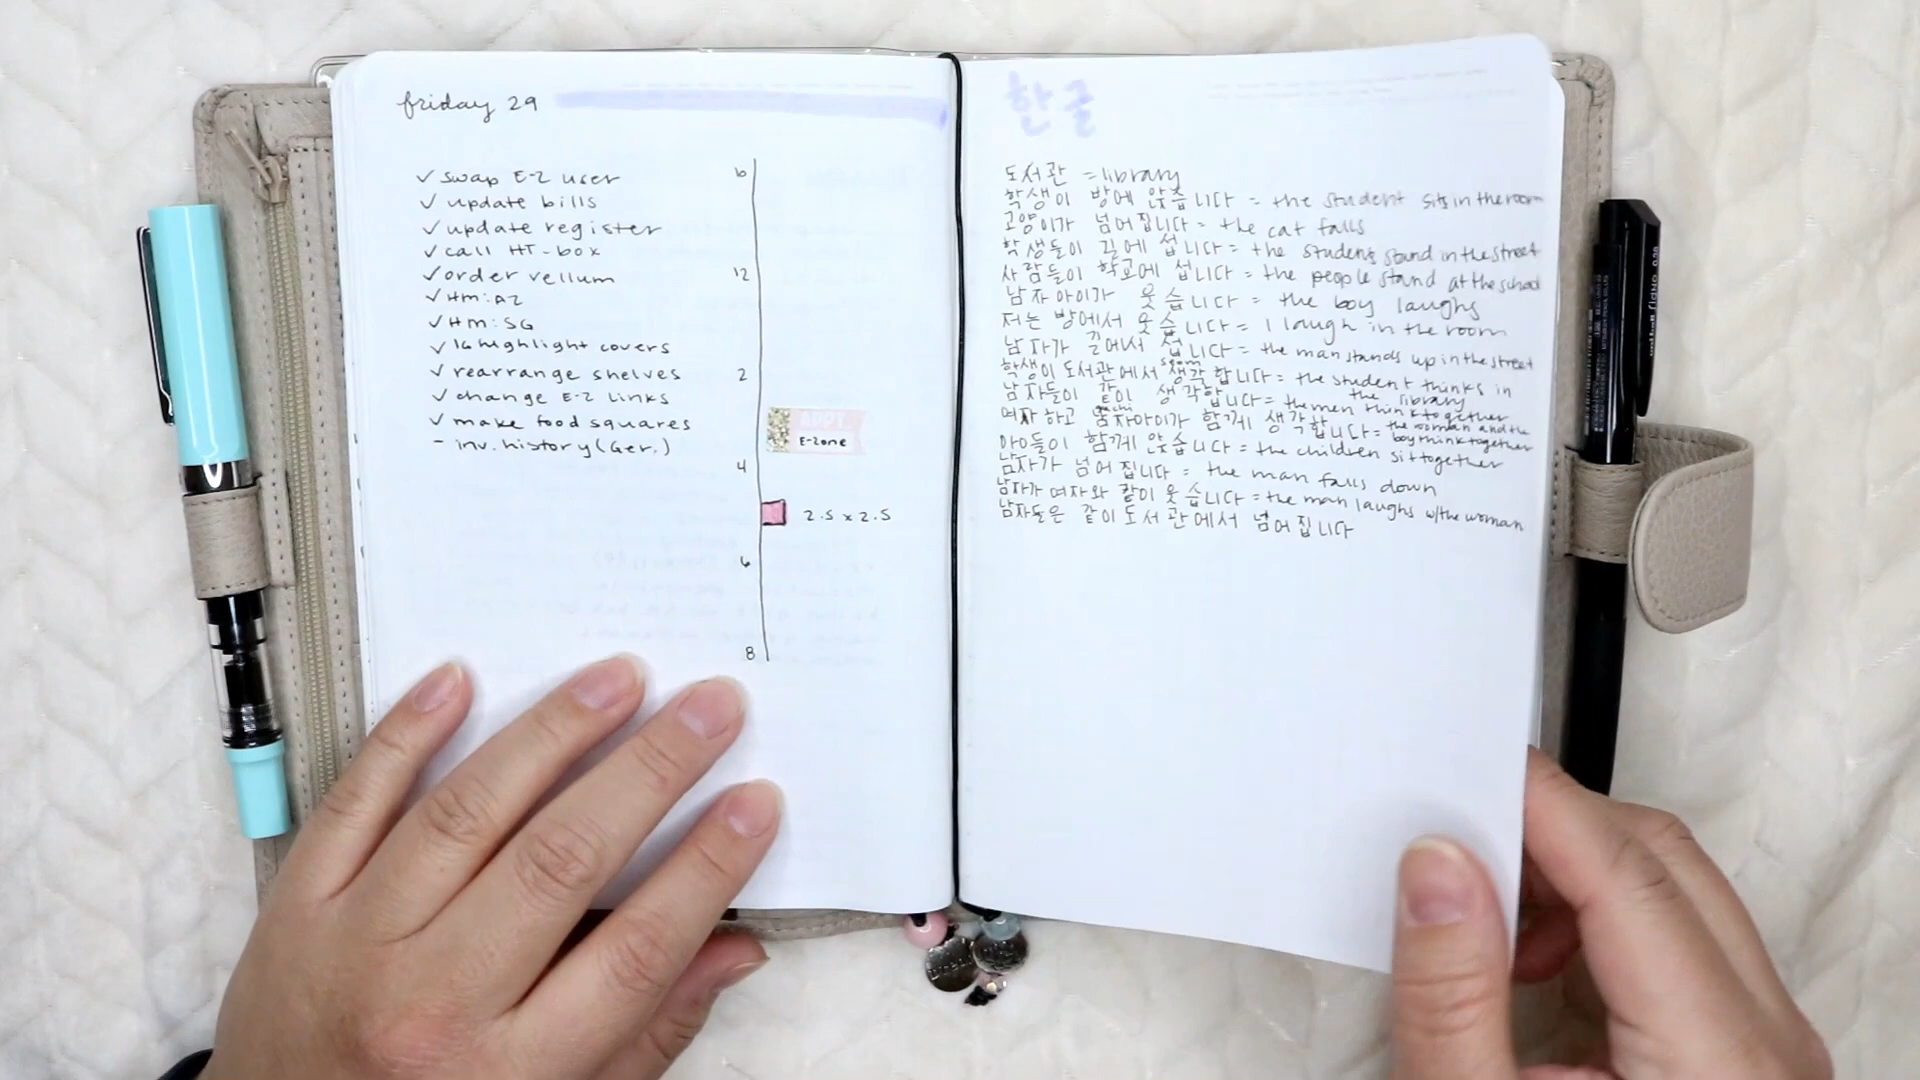 friday 29
✓ swap E-Z user
✓ update bills
✓ update register
✓ call HT-box
✓ order vellum
✓ HM: AZ
✓ HM: SG
✓ 16 highlight covers
✓ rearrange shelves
✓ change E-Z links
✓ make food squares
- inv. history (Ger.)
10
12
2
APPT
E-Zone
4
2.5 x 2.5
6
8
한글
도서관 = library
학생이 방에 앉습니다 = the student sits in the room
고양이가 넘어집니다 = the cat falls
학생들이 길에 섭니다 = the students stand in the street
사람들이 학교에 섭니다 = the people stand at the school
남자아이가 웃습니다 = the boy laughs
저는 방에서 웃습니다 = I laugh in the room
남자가 길에서 섭니다 = the man stands up in the street
학생이 도서관에서 생각합니다 = the student thinks in the library
남자들이 같이 생각합니다 = the men think together
여자하고 남자아이가 함께 생각합니다 = the woman and the boy think together
아들이 함께 앉습니다 = the children sit together
남자가 넘어집니다 = the man falls down
남자가 여자와 같이 웃습니다 = the man laughs w/the woman
남자들은 같이 도서관에서 넘어집니다